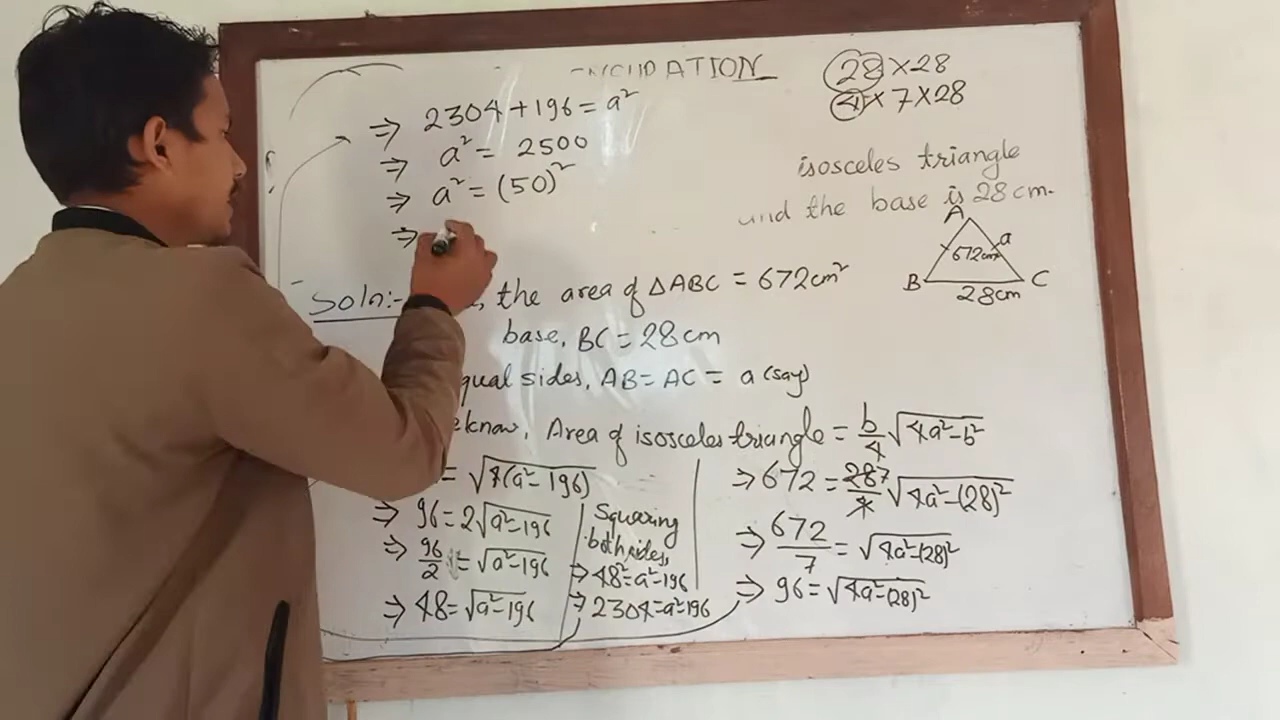 28×28
4×7×28
⇒ 2304+196=a²
⇒ a² = 2500
⇒ a² = (50)²
⇒
isosceles triangle
and the base is 28 cm.
A
a
672cm²
B C
28cm
Soln:- the area of ΔABC = 672cm²
base, BC = 28cm
equal sides, AB = AC = a (say)
know, Area of isosceles triangle = b/4 √4a²-b²
= √4(a²-196)
⇒ 96 = 2√a²-196
⇒ 96/2 = √a²-196
⇒ 48 = √a²-196
Squaring
both sides,
⇒ 48² = a²-196
⇒ 2304 = a²-196
⇒ 672 = 28 7/4 √4a²-(28)²
⇒ 672/7 = √4a²-(28)²
⇒ 96 = √4a²-(28)²